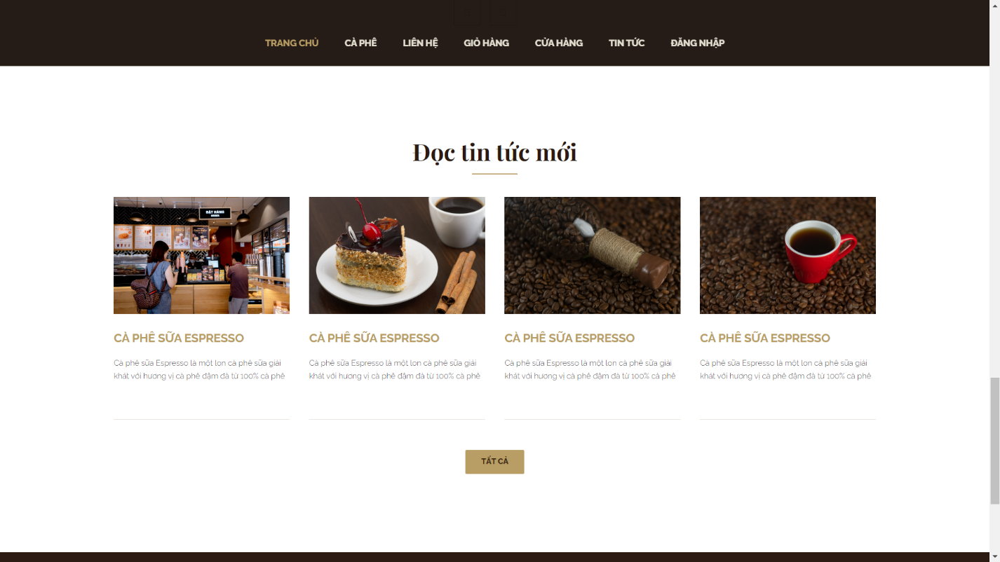 TRANG CHỦ CÀ PHÊ LIÊN HỆ GIỎ HÀNG CỬA HÀNG TIN TỨC ĐĂNG NHẬP
Đọc tin tức mới
ĐẶT HÀNG
ORDER
CÀ PHÊ SỮA ESPRESSO
Cà phê sữa Espresso là một lon cà phê sữa giải
khát với hương vị cà phê đậm đà từ 100% cà phê
CÀ PHÊ SỮA ESPRESSO
Cà phê sữa Espresso là một lon cà phê sữa giải
khát với hương vị cà phê đậm đà từ 100% cà phê
CÀ PHÊ SỮA ESPRESSO
Cà phê sữa Espresso là một lon cà phê sữa giải
khát với hương vị cà phê đậm đà từ 100% cà phê
CÀ PHÊ SỮA ESPRESSO
Cà phê sữa Espresso là một lon cà phê sữa giải
khát với hương vị cà phê đậm đà từ 100% cà phê
TẤT CẢ